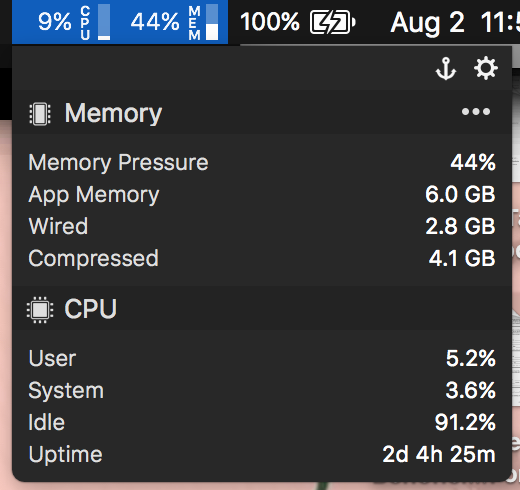 9% CPU 44% MEM 100% Aug 2 11:5
Memory •••
Memory Pressure 44%
App Memory 6.0 GB
Wired 2.8 GB
Compressed 4.1 GB
CPU
User 5.2%
System 3.6%
Idle 91.2%
Uptime 2d 4h 25m